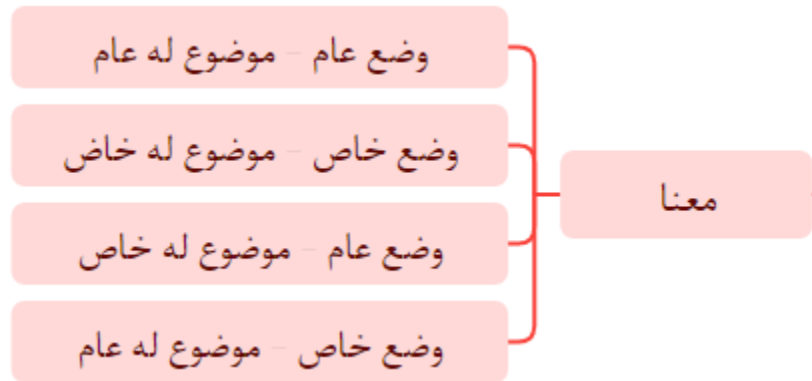 معنا
وضع عام – موضوع له عام
وضع خاص – موضوع له خاض
وضع عام – موضوع له خاص
وضع خاص – موضوع له عام